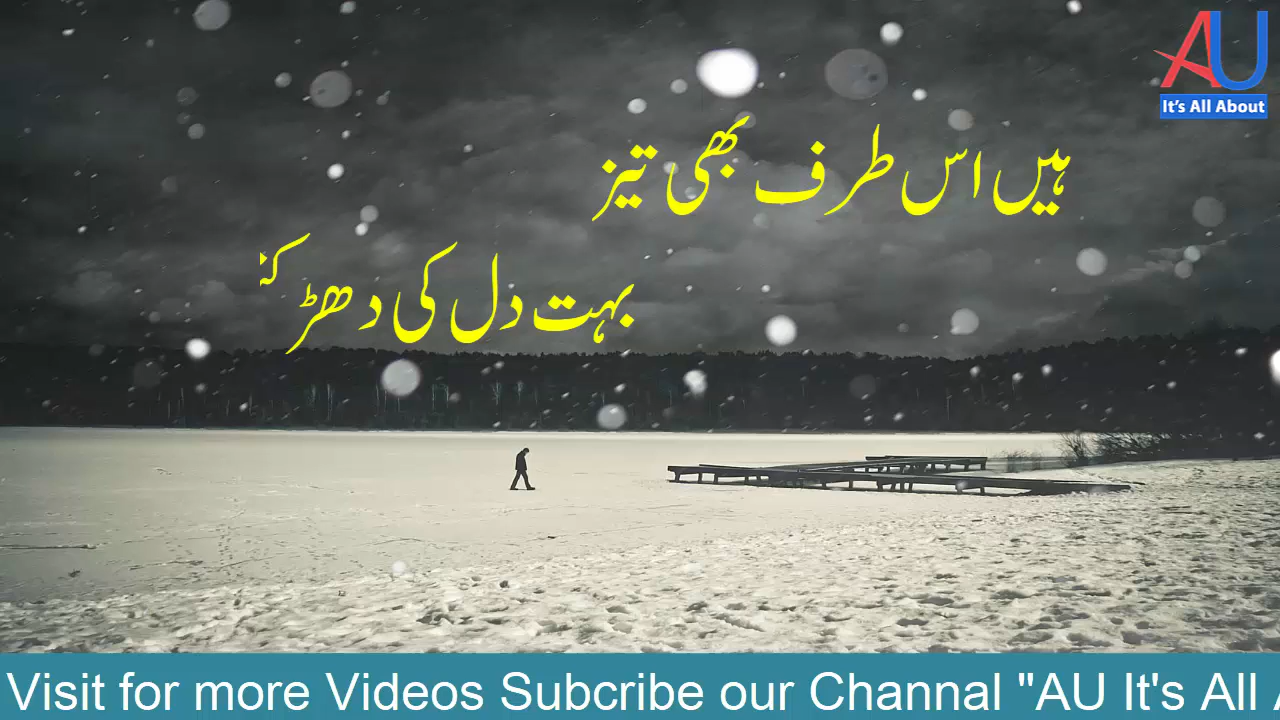 AU
It's All About
ہیں اس طرف بھی تیز
بہت دل کی دھڑکن
Visit for more Videos Subcribe our Channal "AU It's All